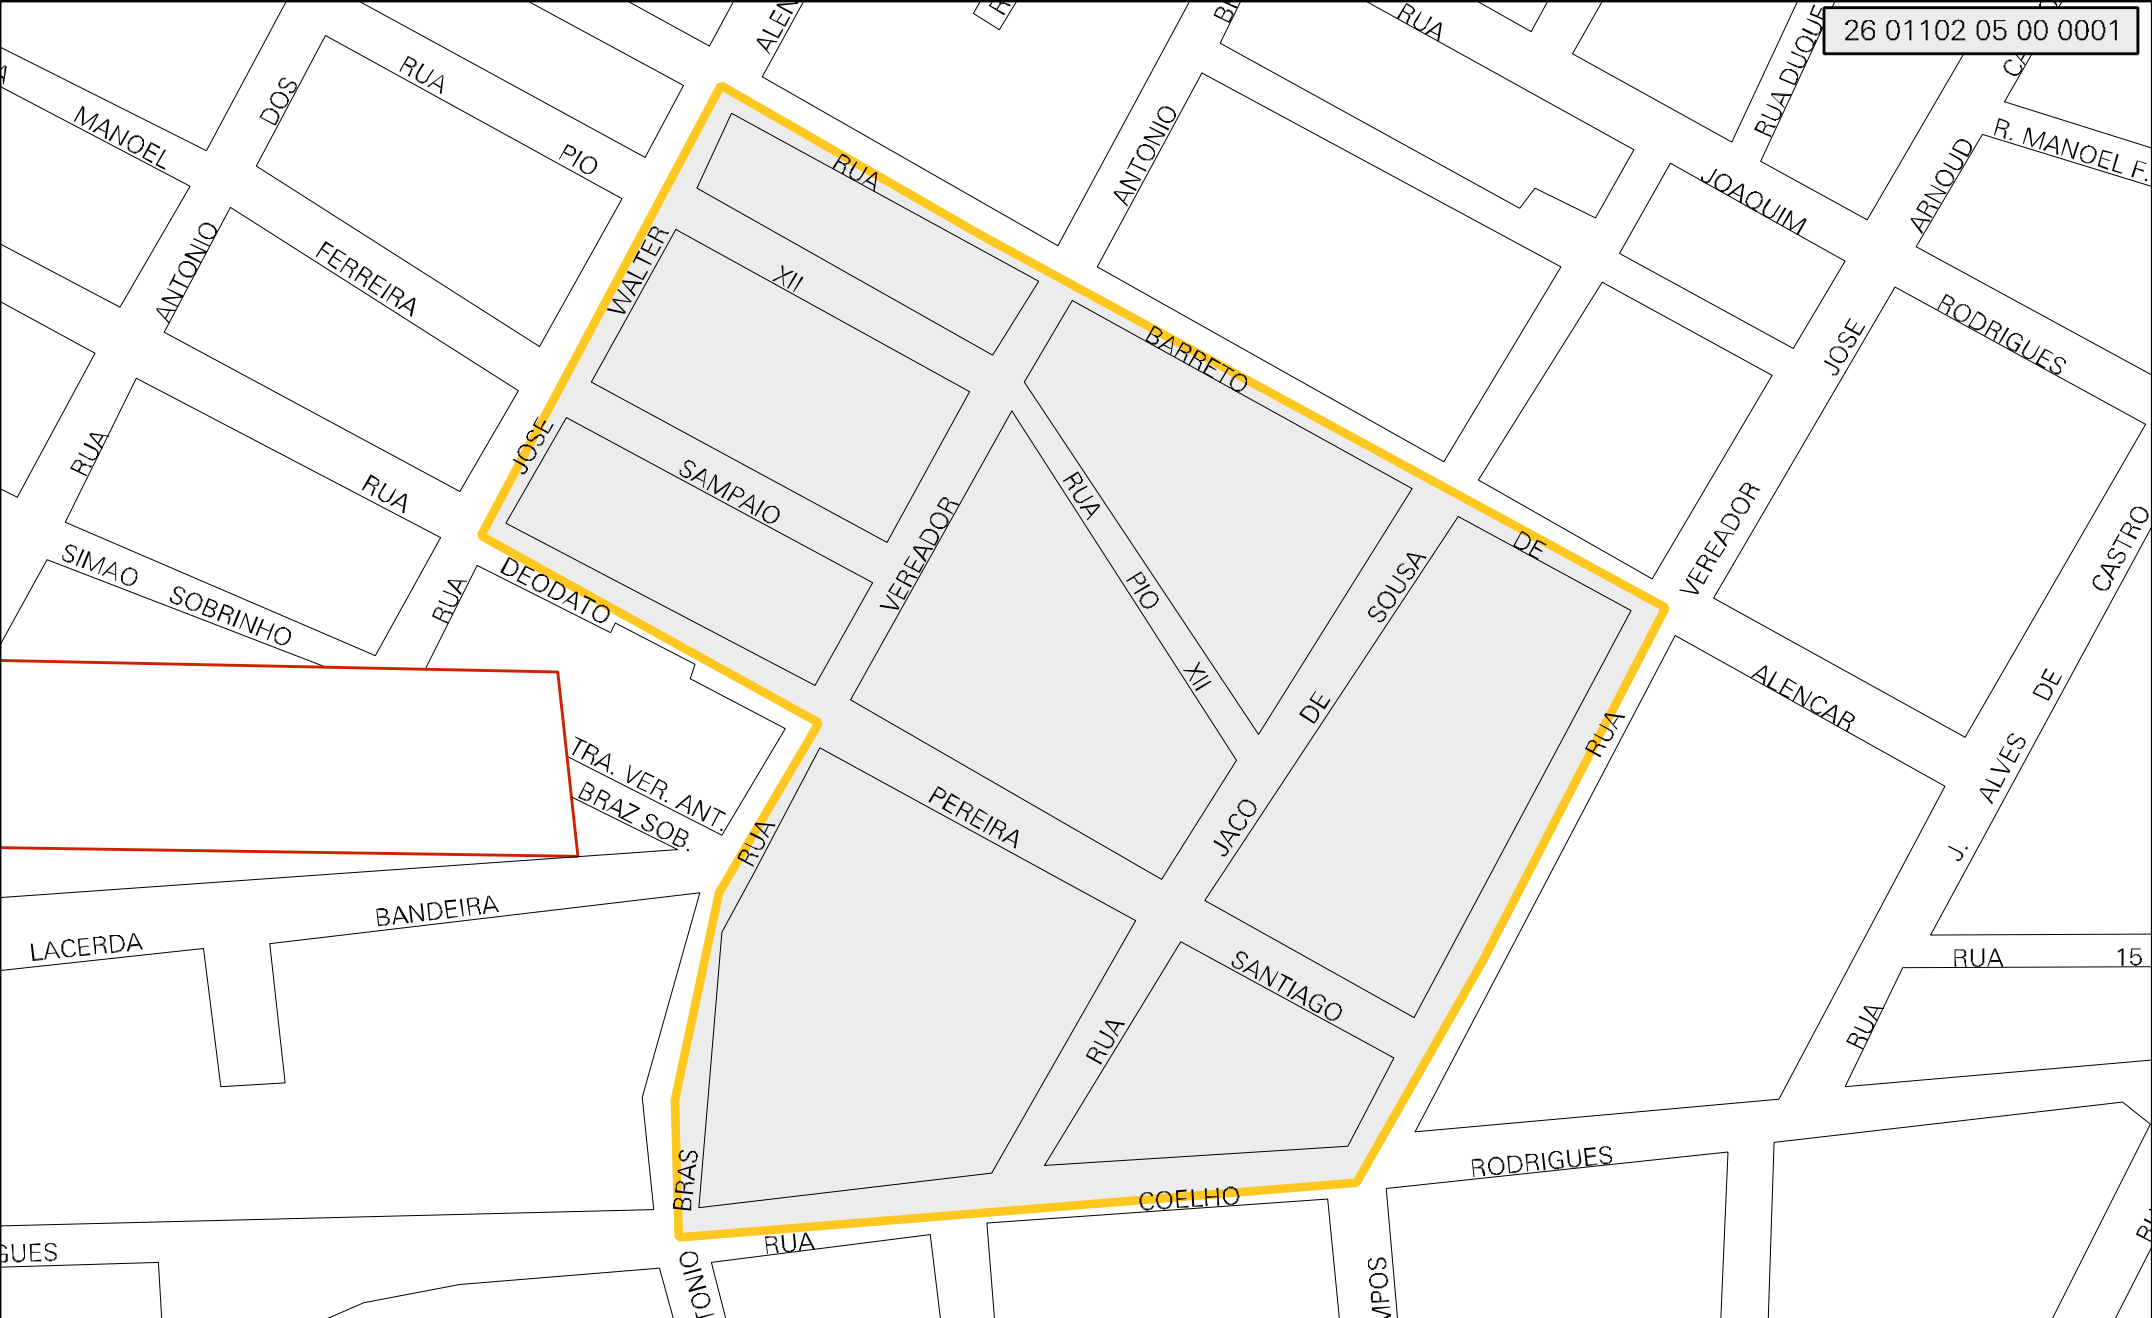 26 01102 05 00 0001
RUA
RUA DUQUE
R. MANOEL F.
DOS
RUA
PIO
MANOEL
ANTONIO
FERREIRA
RUA
RUA
SIMAO
SOBRINHO
ANTONIO
JOAQUIM
ARNOUD
RODRIGUES
JOSE
VEREADOR
CASTRO
DE
ALVES
J.
ALENCAR
RUA
RUA
BARRETO
DE
WALTER
JOSE
RUA
XII
SAMPAIO
DEODATO
VEREADOR
RUA
PIO
XII
SOUSA
DE
JACO
RUA
PEREIRA
SANTIAGO
TRA. VER. ANT.
BRAZ SOB.
RUA
BRAS
BANDEIRA
LACERDA
RUA
COELHO
RODRIGUES
RUA 15
RUA